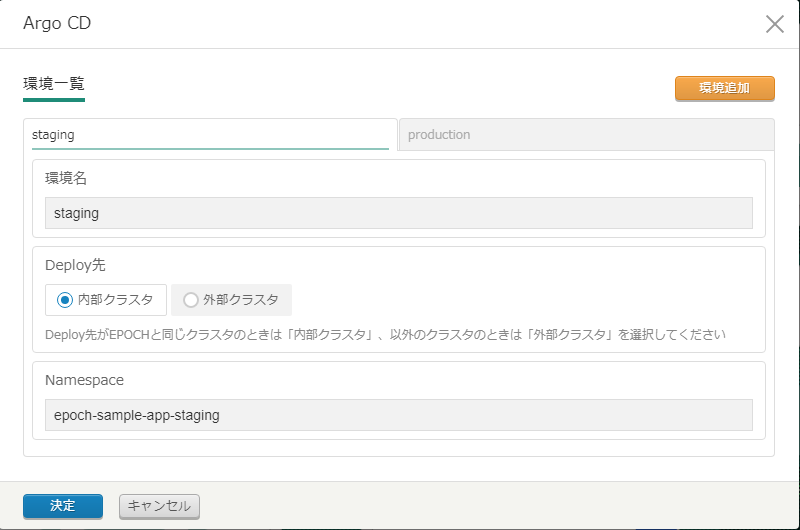 Argo CD
環境一覧
環境追加
staging
production
環境名
staging
Deploy先
内部クラスタ
外部クラスタ
Deploy先がEPOCHと同じクラスタのときは「内部クラスタ」、以外のクラスタのときは「外部クラスタ」を選択してください
Namespace
epoch-sample-app-staging
決定
キャンセル